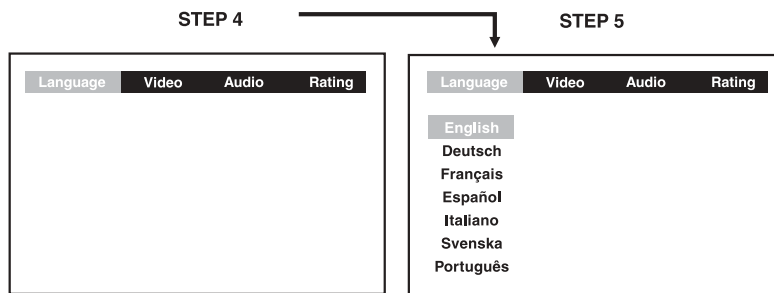 STEP 4
STEP 5
Language Video Audio Rating
Language Video Audio Rating
English
Deutsch
Français
Español
Italiano
Svenska
Português